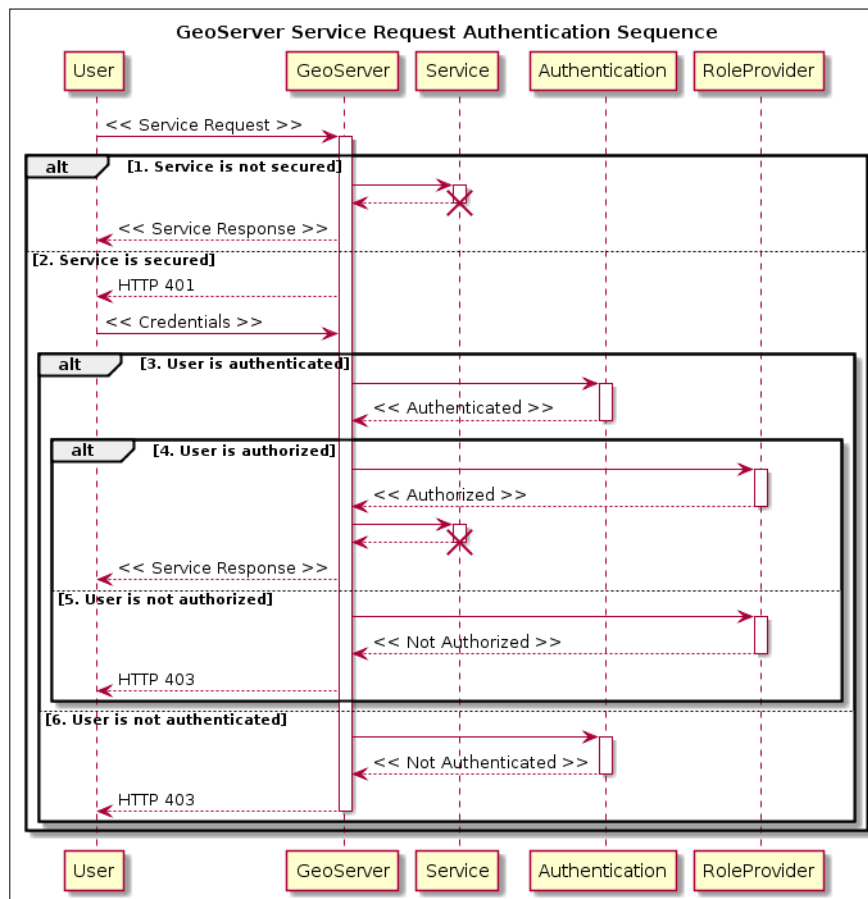 GeoServer Service Request Authentication Sequence
User GeoServer Service Authentication RoleProvider
<< Service Request >>
alt [1. Service is not secured]
<< Service Response >>
[2. Service is secured]
HTTP 401
<< Credentials >>
alt [3. User is authenticated]
<< Authenticated >>
alt [4. User is authorized]
<< Authorized >>
<< Service Response >>
[5. User is not authorized]
<< Not Authorized >>
HTTP 403
[6. User is not authenticated]
<< Not Authenticated >>
HTTP 403
User GeoServer Service Authentication RoleProvider